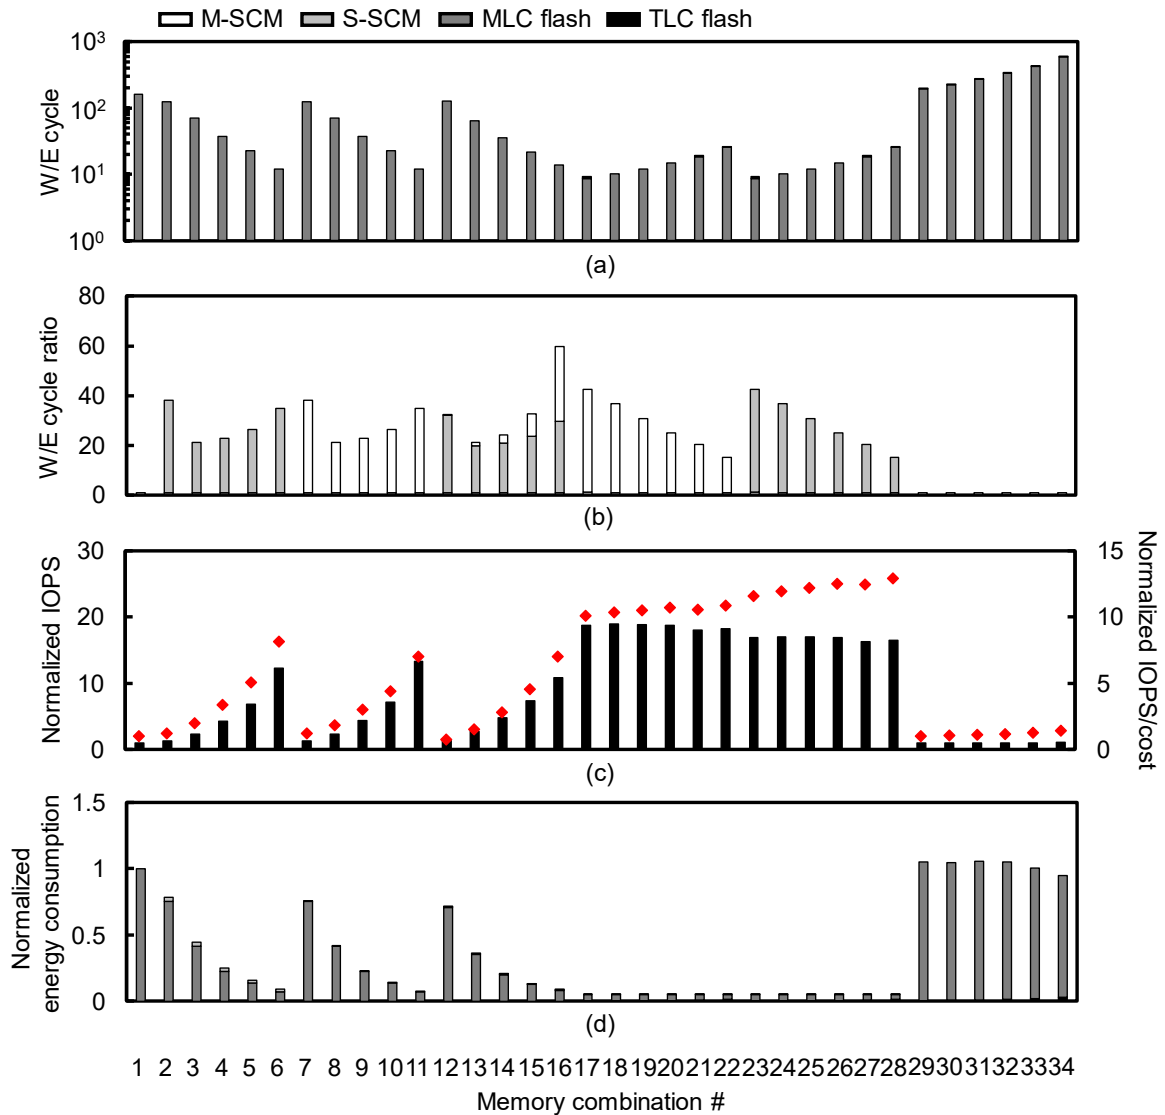 M-SCM S-SCM MLC flash TLC flash
W/E cycle
10³
10²
10¹
10⁰
(a)
W/E cycle ratio
80
60
40
20
0
(b)
Normalized IOPS
30
20
10
0
15
10
5
0
Normalized IOPS/cost
(c)
Normalized
energy consumption
1.5
1
0.5
0
(d)
1 2 3 4 5 6 7 8 9 10 11 12 13 14 15 16 17 18 19 20 21 22 23 24 25 26 27 28 29 30 31 32 33 34
Memory combination #